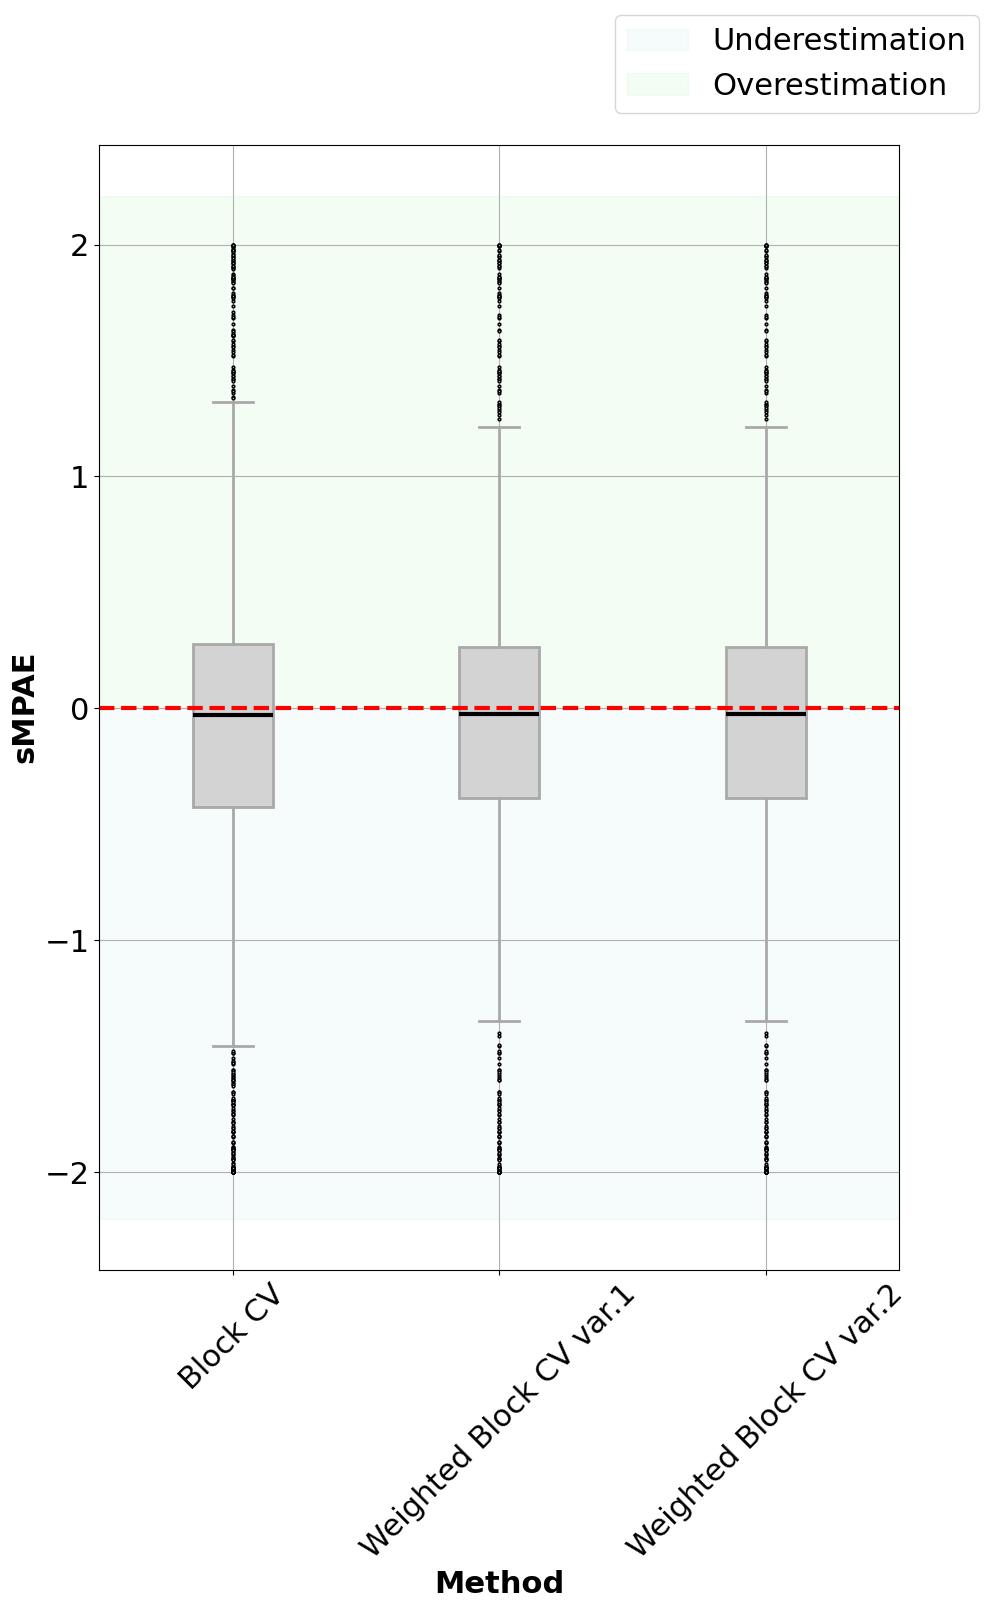 Underestimation
Overestimation
2
1
0
−1
−2
sMPAE
Block CV
Weighted Block CV var.1
Weighted Block CV var.2
Method